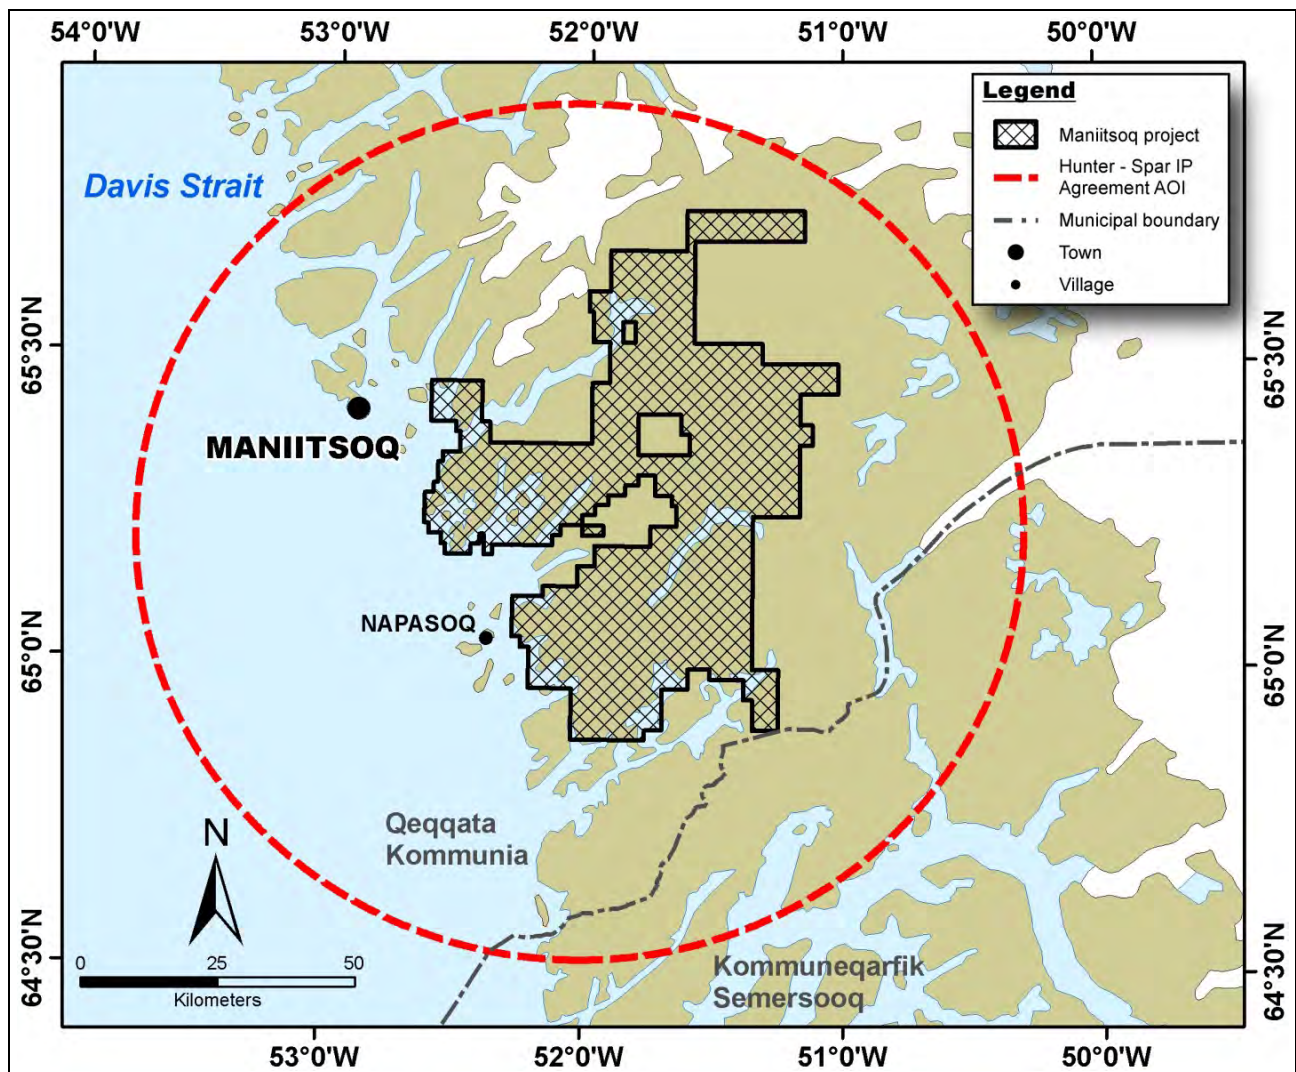 54°0'W 53°0'W 52°0'W 51°0'W 50°0'W
Legend
Maniitsoq project
Hunter - Spar IP
Agreement AOI
Municipal boundary
Town
Village
Davis Strait
65°30'N
65°30'N
MANIITSOQ
NAPASOQ
65°0'N
65°0'N
Qeqqata
Kommunia
N
Kommuneqarfik
Semersooq
64°30'N
64°30'N
0 25 50
Kilometers
53°0'W 52°0'W 51°0'W 50°0'W